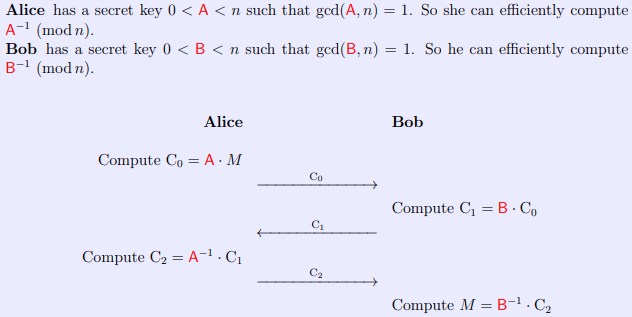 Alice has a secret key 0 < A < n such that gcd(A, n) = 1. So she can efficiently compute
A⁻¹ (mod n).
Bob has a secret key 0 < B < n such that gcd(B, n) = 1. So he can efficiently compute
B⁻¹ (mod n).
Alice Bob
Compute C₀ = A · M
C₀
Compute C₁ = B · C₀
C₁
Compute C₂ = A⁻¹ · C₁
C₂
Compute M = B⁻¹ · C₂